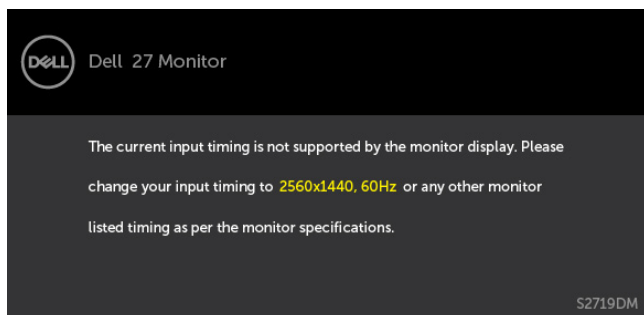 DELL
Dell 27 Monitor
The current input timing is not supported by the monitor display. Please
change your input timing to 2560x1440, 60Hz or any other monitor
listed timing as per the monitor specifications.
S2719DM